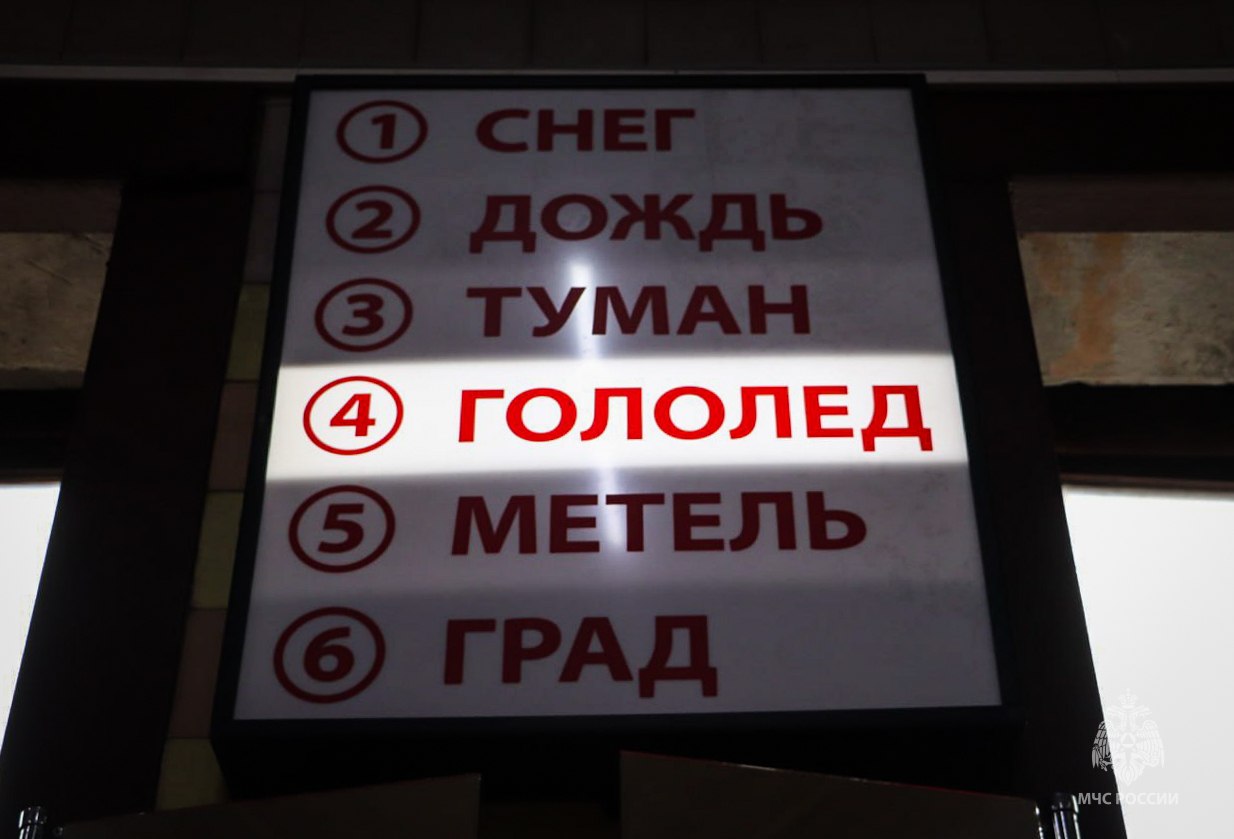 1 СНЕГ
2 ДОЖДЬ
3 ТУМАН
4 ГОЛОЛЕД
5 МЕТЕЛЬ
6 ГРАД
МЧС РОССИИ